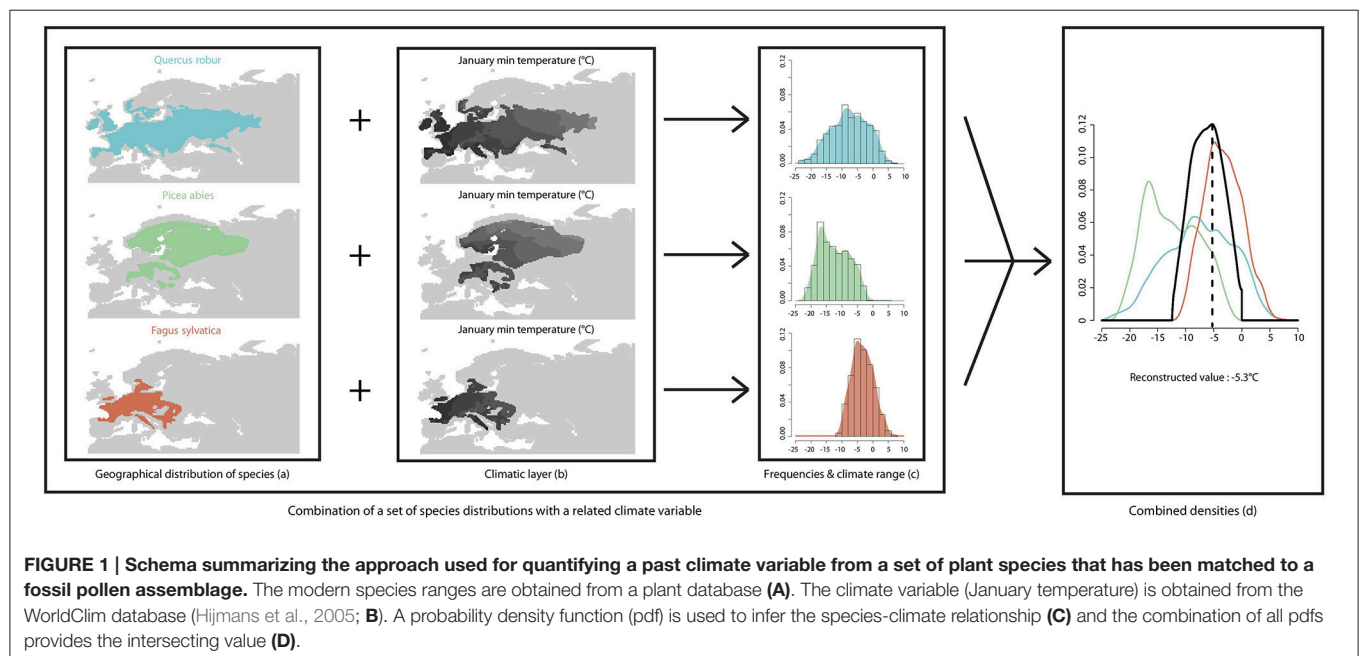 Quercus robur
January min temperature (°C)
+
0.12
0.08
0.04
0.00
-25 -20 -15 -10 -5 0 5 10
Picea abies
January min temperature (°C)
+
0.12
0.08
0.04
0.00
-25 -20 -15 -10 -5 0 5 10
Fagus sylvatica
January min temperature (°C)
+
0.12
0.08
0.04
0.00
-25 -20 -15 -10 -5 0 5 10
Geographical distribution of species (a)
Climatic layer (b)
Frequencies & climate range (c)
Combination of a set of species distributions with a related climate variable
0.12
0.10
0.08
0.06
0.04
0.02
0
-25 -20 -15 -10 -5 0 5 10
Reconstructed value : -5.3°C
Combined densities (d)
FIGURE 1 | Schema summarizing the approach used for quantifying a past climate variable from a set of plant species that has been matched to a
fossil pollen assemblage. The modern species ranges are obtained from a plant database (A). The climate variable (January temperature) is obtained from the
WorldClim database (Hijmans et al., 2005; B). A probability density function (pdf) is used to infer the species-climate relationship (C) and the combination of all pdfs
provides the intersecting value (D).